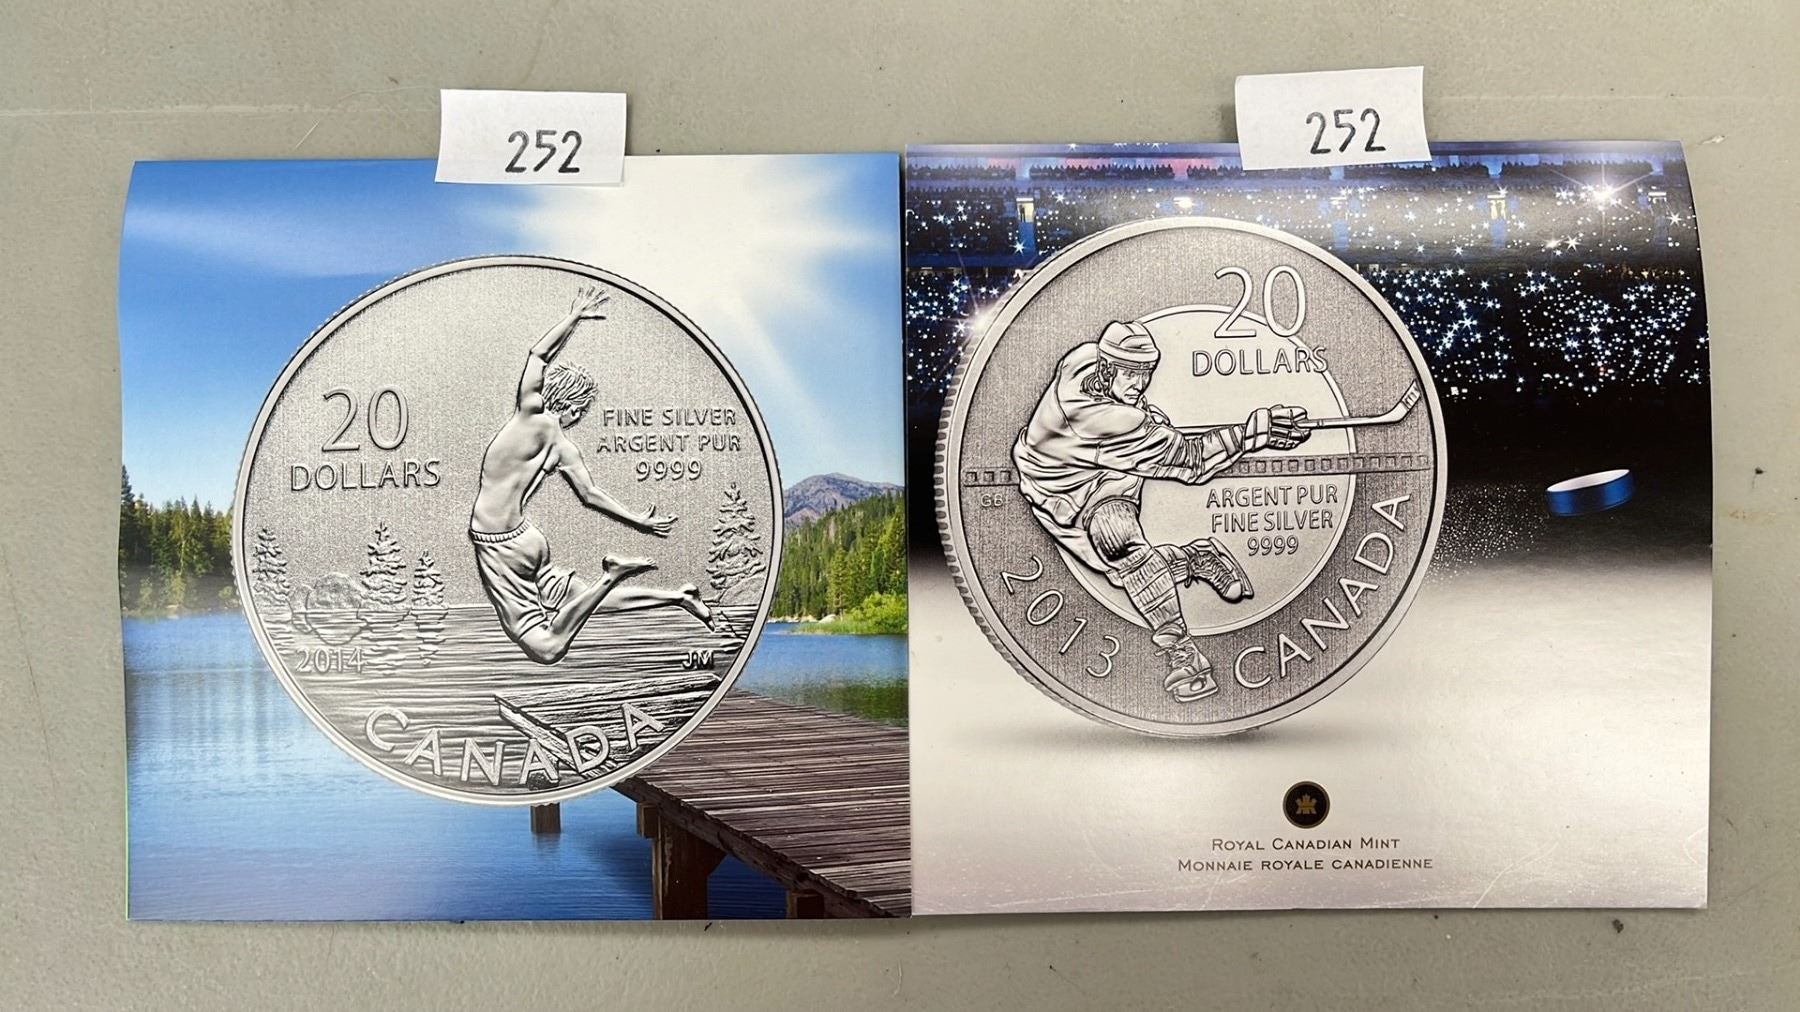 252
20
DOLLARS
FINE SILVER
ARGENT PUR
9999
2014
JM
CANADA
252
20
DOLLARS
GB
ARGENT PUR
FINE SILVER
9999
2013
CANADA
ROYAL CANADIAN MINT
MONNAIE ROYALE CANADIENNE